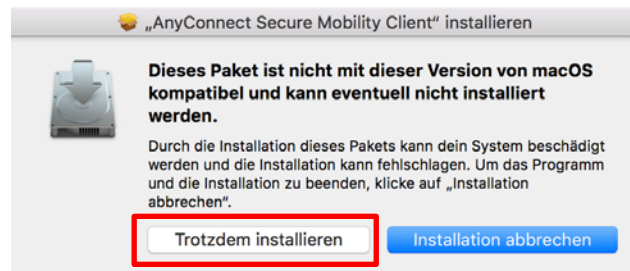 „AnyConnect Secure Mobility Client" installieren
Dieses Paket ist nicht mit dieser Version von macOS
kompatibel und kann eventuell nicht installiert
werden.
Durch die Installation dieses Pakets kann dein System beschädigt
werden und die Installation kann fehlschlagen. Um das Programm
und die Installation zu beenden, klicke auf „Installation
abbrechen“.
Trotzdem installieren
Installation abbrechen